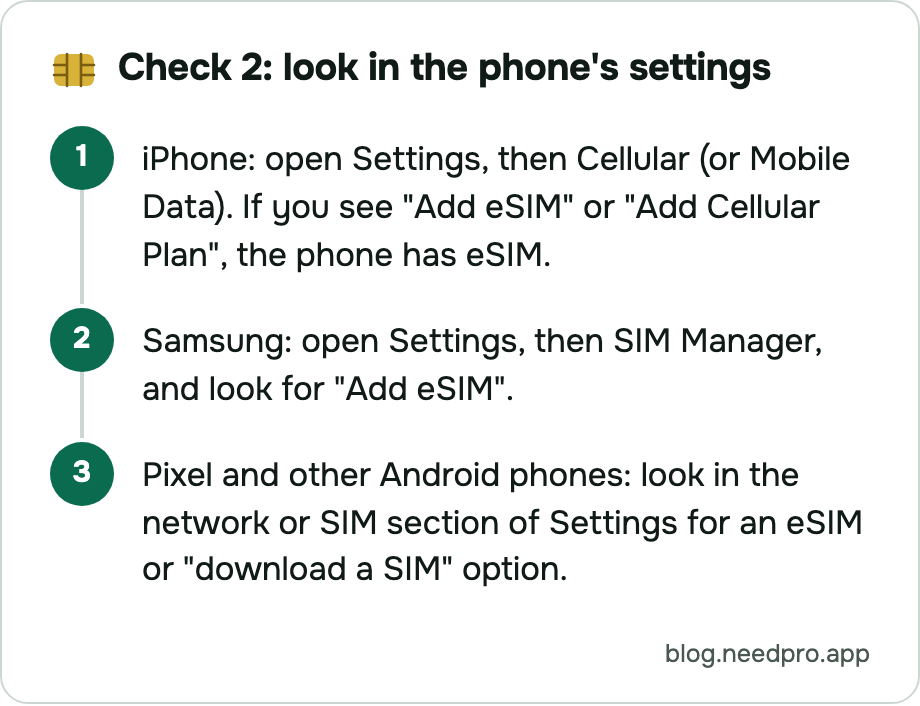 Check 2: look in the phone's settings
1
iPhone: open Settings, then Cellular (or Mobile
Data). If you see "Add eSIM" or "Add Cellular
Plan", the phone has eSIM.
2
Samsung: open Settings, then SIM Manager,
and look for "Add eSIM".
3
Pixel and other Android phones: look in the
network or SIM section of Settings for an eSIM
or "download a SIM" option.
blog.needpro.app